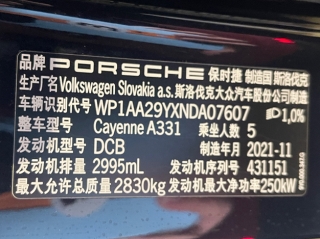 品牌 PORSCHE 保时捷 制造国 斯洛伐克
生产厂名 Volkswagen Slovakia a.s. 斯洛伐克大众汽车股份公司制造
车辆识别代号 WP1AA29YXNDA07607 1,0%
整车型号 Cayenne A331 乘坐人数 5
发动机型号 DCB 制造年月 2021-11
发动机排量 2995mL 发动机序列号 431151
最大允许总质量 2830kg 发动机最大净功率 250kW